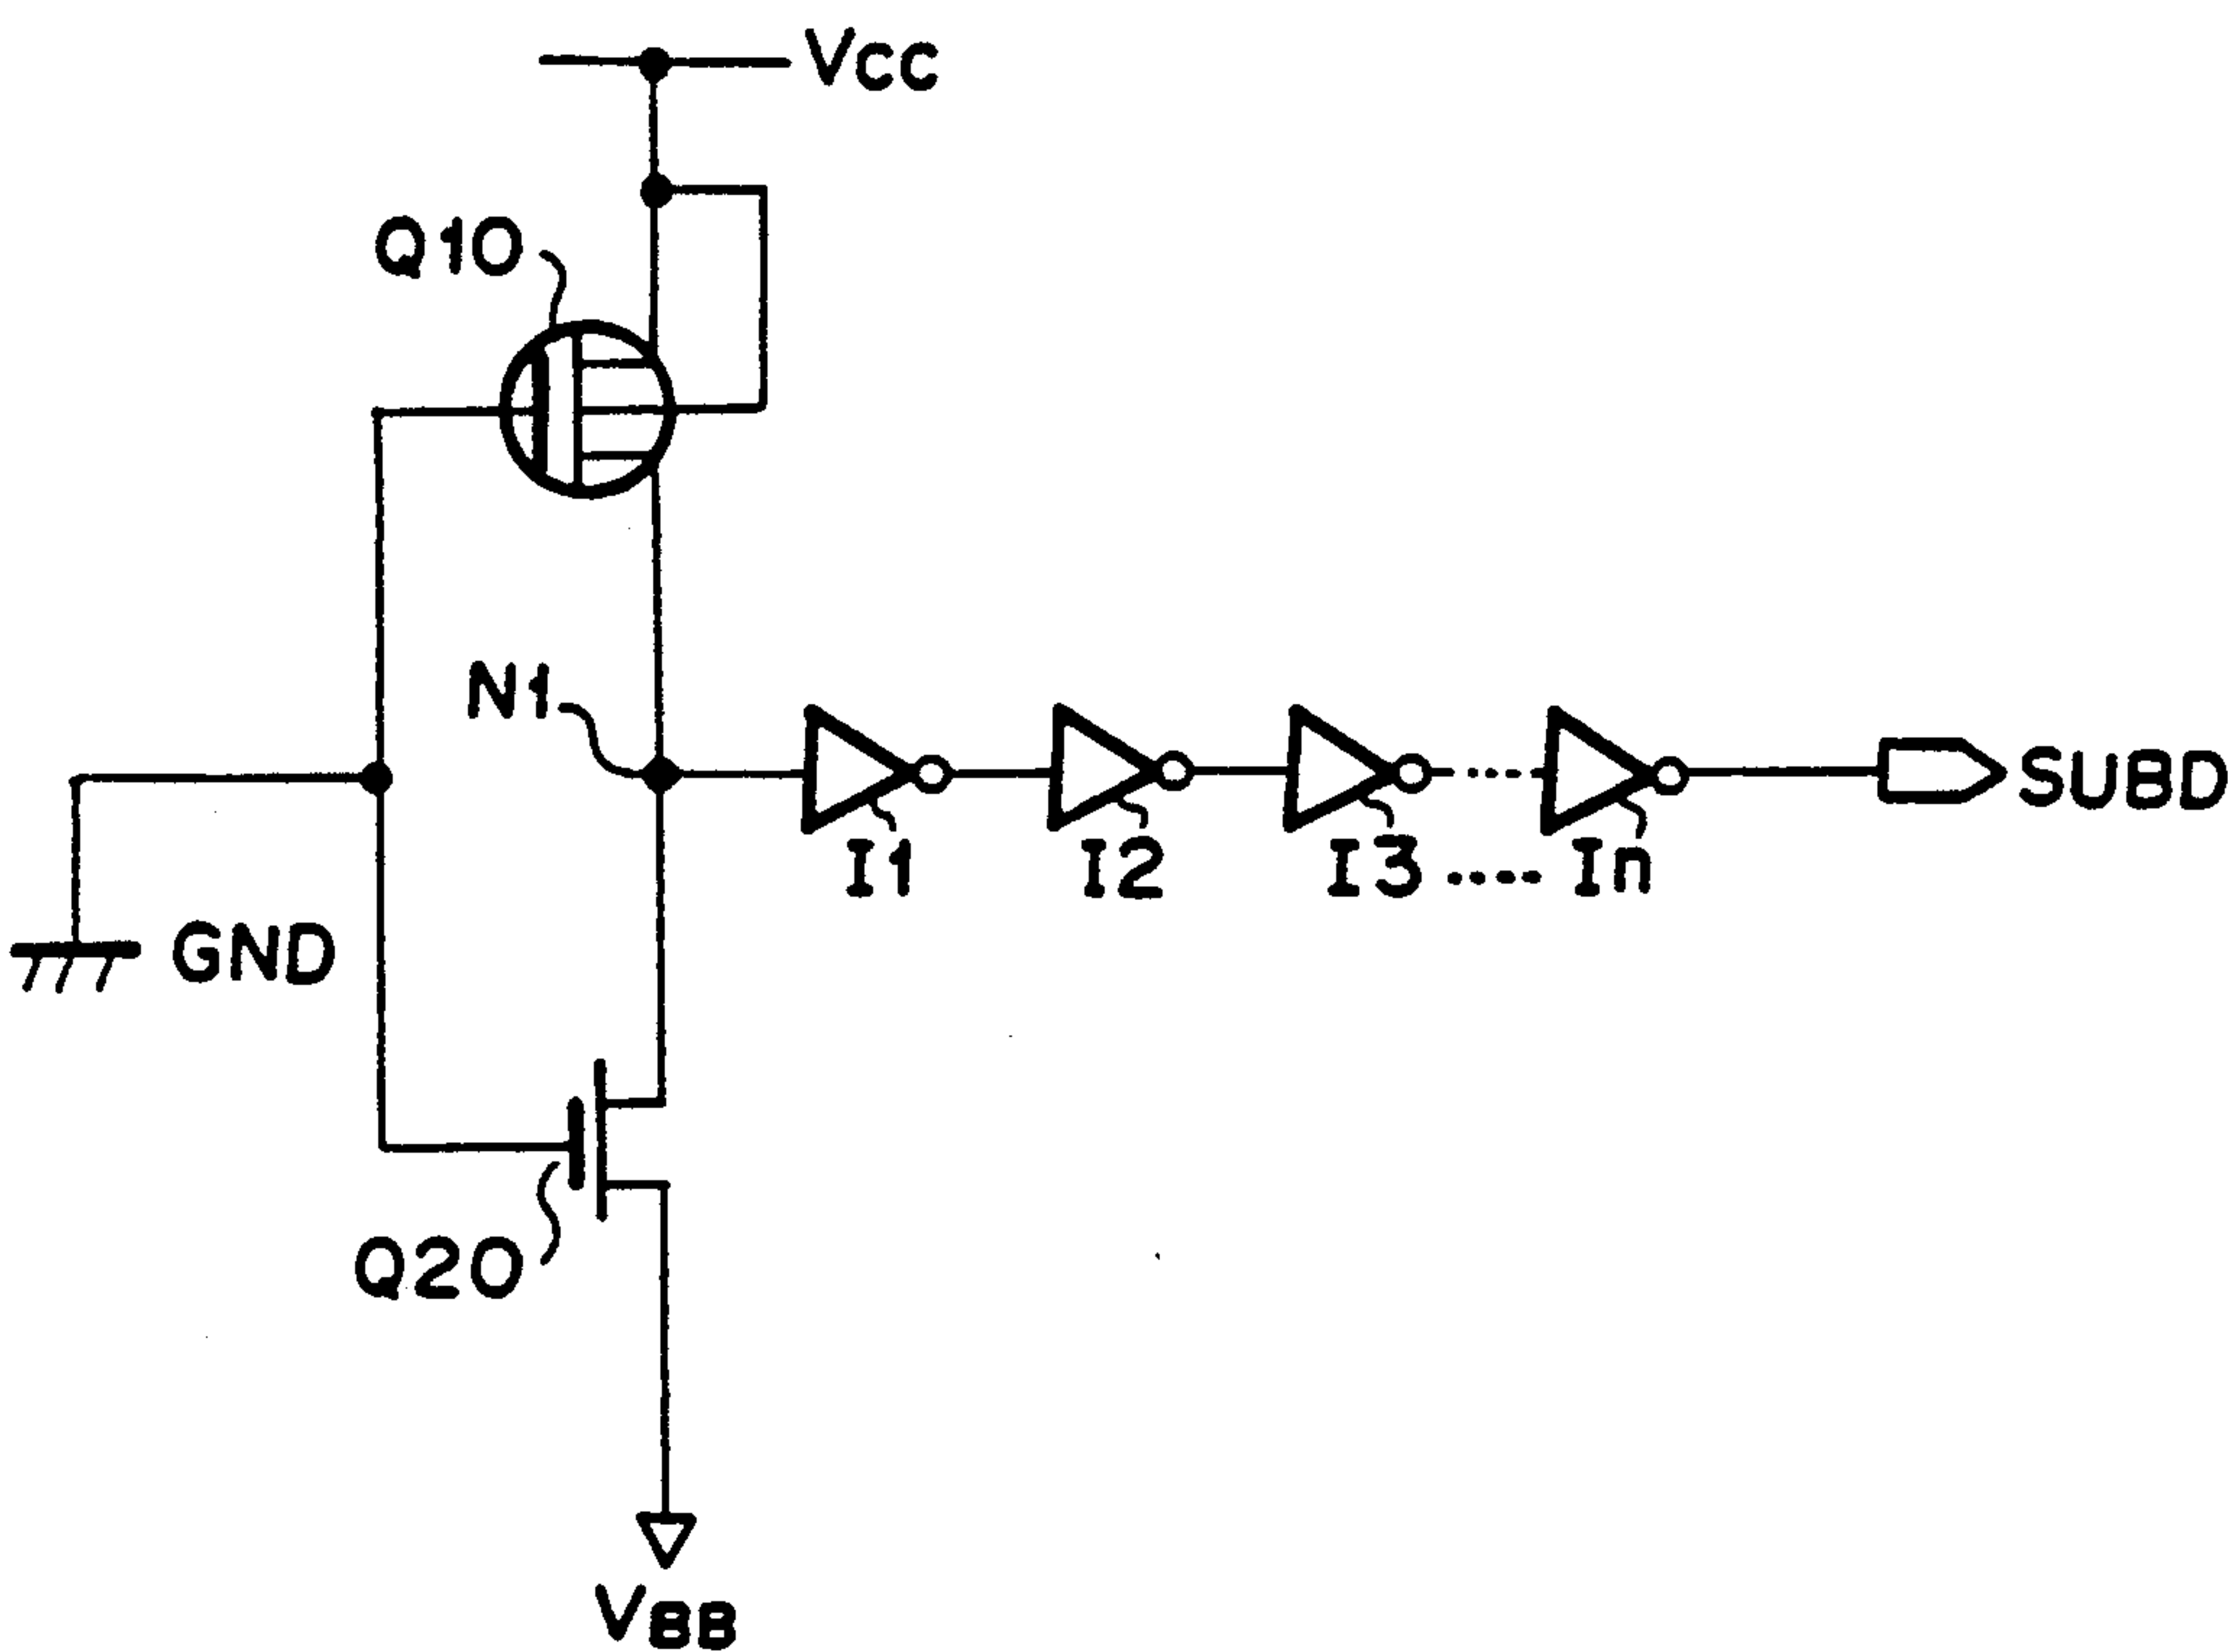 Vcc
Q10
N1
SUBD
I1 I2 I3 .... In
GND
Q20
VBB